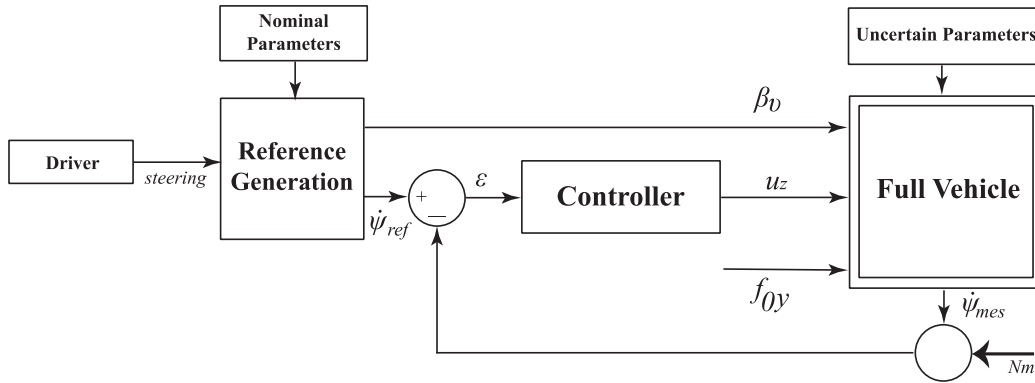 Nominal
Parameters
Uncertain Parameters
βυ
Driver
steering
Reference
Generation
ψ̇ref
+
—
ε
Controller
uz
Full Vehicle
f0y
ψ̇mes
Nm